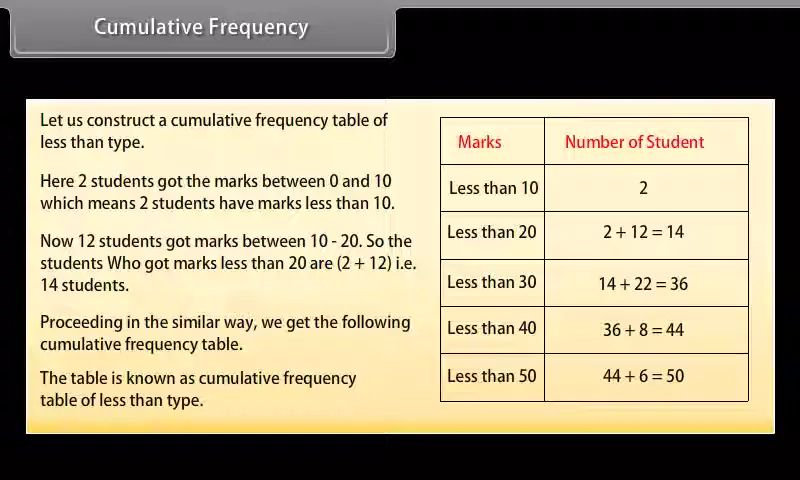 Cumulative Frequency
Let us construct a cumulative frequency table of
less than type.
Here 2 students got the marks between 0 and 10
which means 2 students have marks less than 10.
Now 12 students got marks between 10 - 20. So the
students Who got marks less than 20 are (2 + 12) i.e.
14 students.
Proceeding in the similar way, we get the following
cumulative frequency table.
The table is known as cumulative frequency
table of less than type.
Marks Number of Student
Less than 10 2
Less than 20 2 + 12 = 14
Less than 30 14 + 22 = 36
Less than 40 36 + 8 = 44
Less than 50 44 + 6 = 50